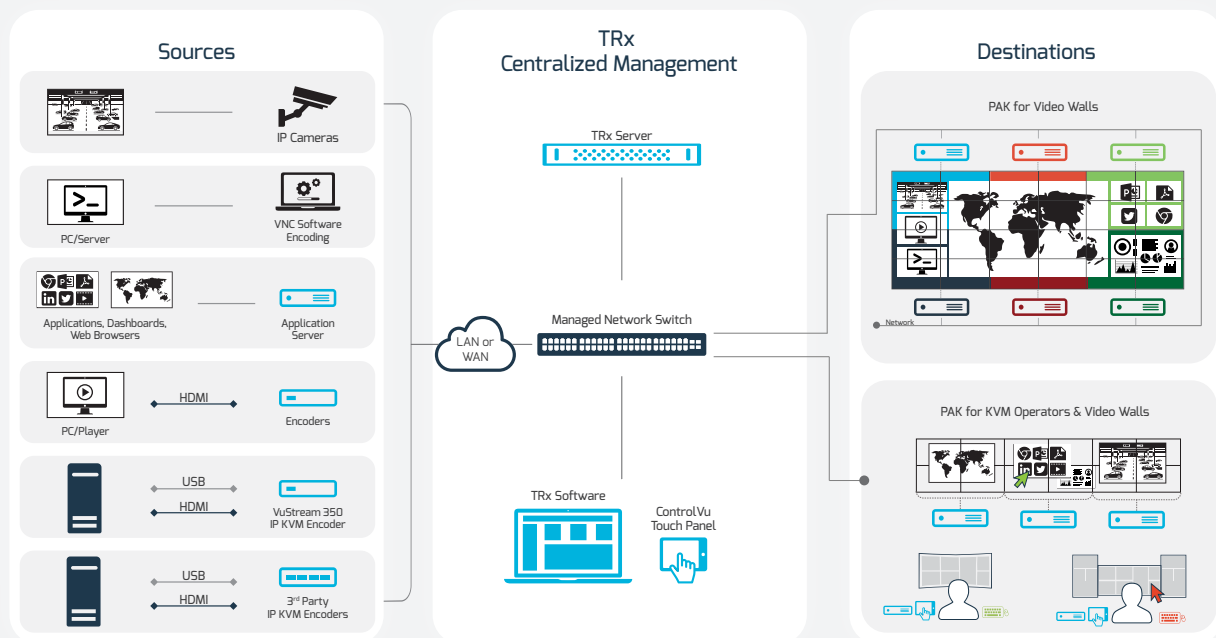 Sources
IP Cameras
PC/Server
VNC Software
Encoding
Applications, Dashboards,
Web Browsers
Application
Server
PC/Player
HDMI
Encoders
USB
HDMI
VuStream 350
IP KVM Encoder
USB
HDMI
3rd Party
IP KVM Encoders
TRx
Centralized Management
TRx Server
LAN or
WAN
Managed Network Switch
TRx Software
ControlVu
Touch Panel
Destinations
PAK for Video Walls
Network
PAK for KVM Operators & Video Walls